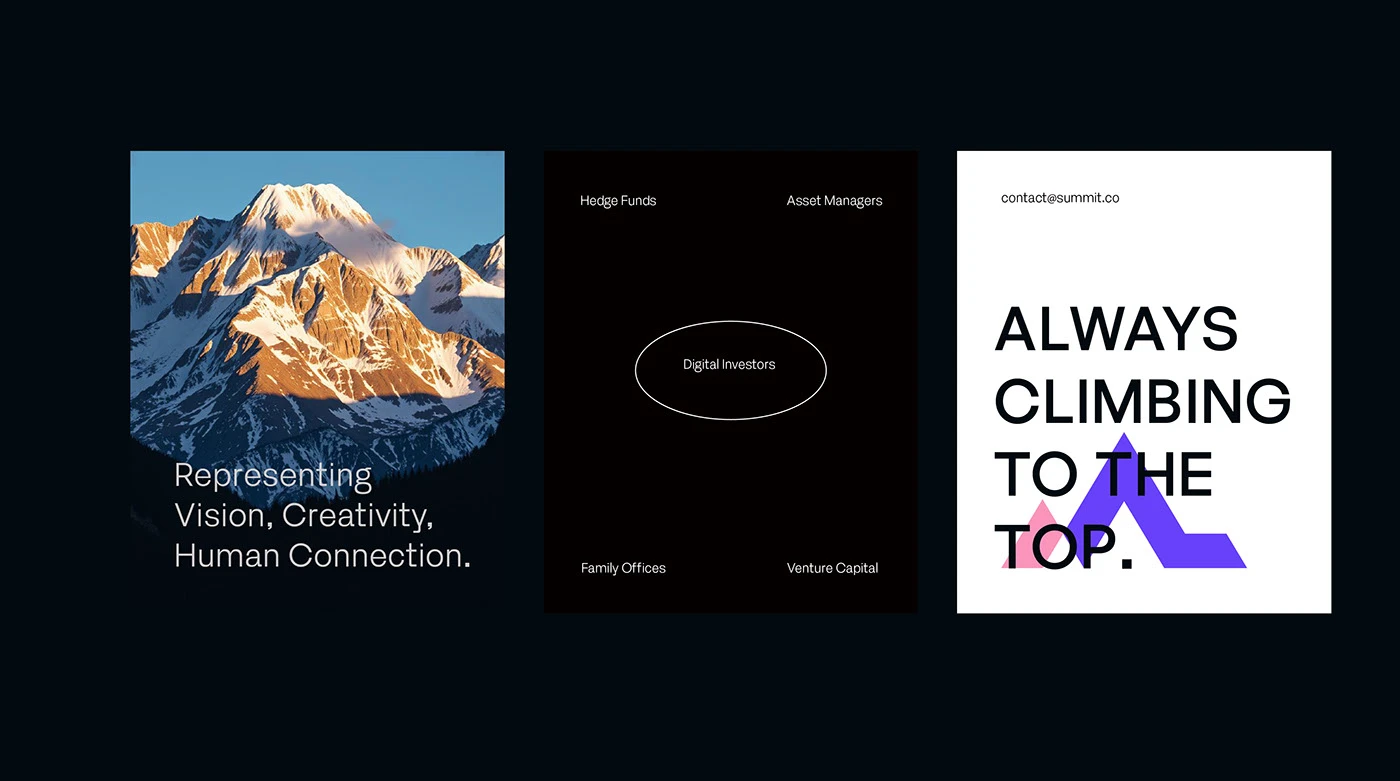 Representing
Vision, Creativity,
Human Connection.
Hedge Funds
Asset Managers
Digital Investors
Family Offices
Venture Capital
contact@summit.co
ALWAYS
CLIMBING
TO THE
TOP.